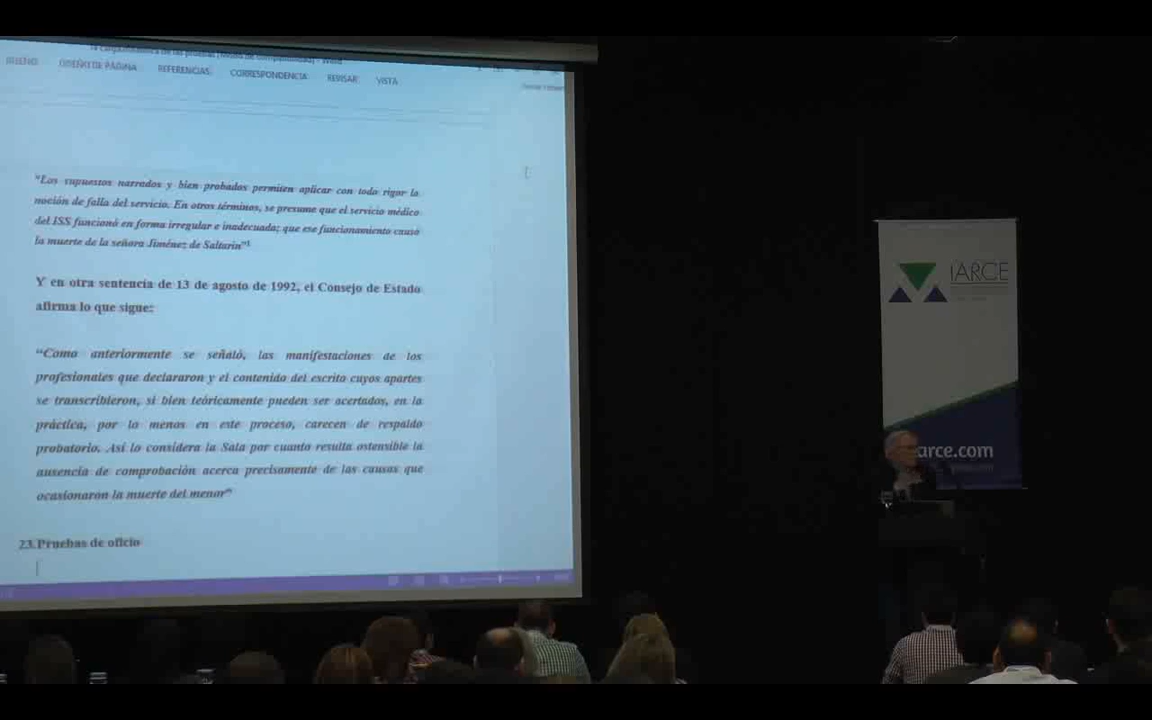 DISEÑO DE PÁGINA REFERENCIAS CORRESPONDENCIA REVISAR VISTA
"Los supuestos narrados y bien probados permiten aplicar con todo rigor la
noción de falla del servicio. En otros términos, se presume que el servicio médico
del ISS funcionó en forma irregular e inadecuada; que ese funcionamiento causó
la muerte de la señora Jiménez de Saltarín"
Y en otra sentencia de 13 de agosto de 1992, el Consejo de Estado
afirma lo que sigue:
"Como anteriormente se señaló, las manifestaciones de los
profesionales que declararon y el contenido del escrito cuyos apartes
se transcribieron, si bien teóricamente pueden ser acertados, en la
práctica, por lo menos en este proceso, carecen de respaldo
probatorio. Así lo considera la Sala por cuanto resulta ostensible la
ausencia de comprobación acerca precisamente de las causas que
ocasionaron la muerte del menor"
23. Pruebas de oficio
IARCE
arce.com